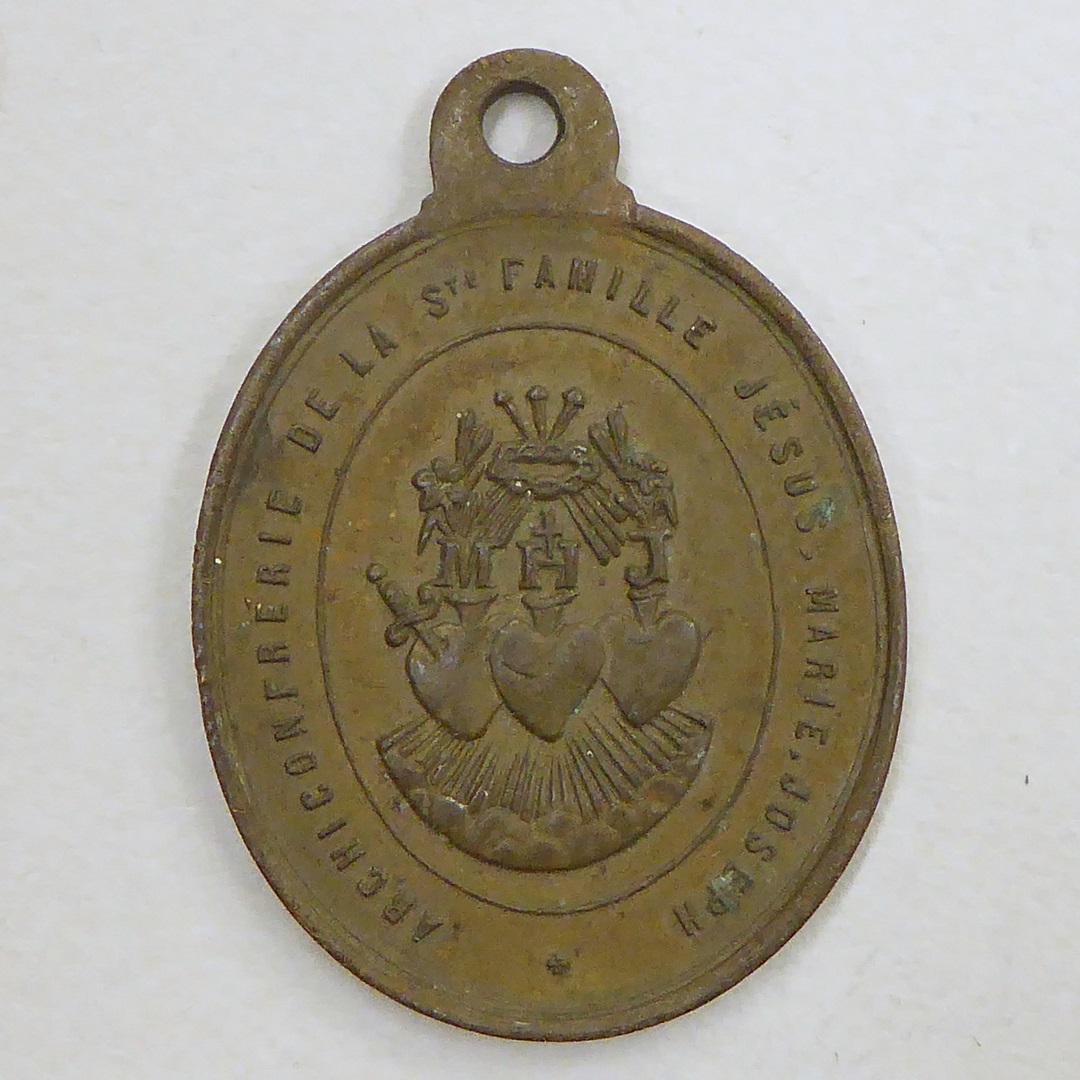 ARCHICONFRÉRIE DE LA STE FAMILLE JÉSUS. MARIE. JOSEPH
M H J